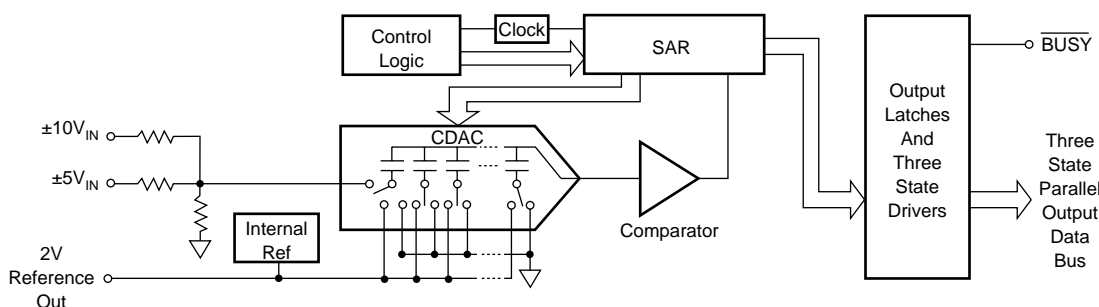 Control
Logic
Clock
SAR
BUSY
±10VIN
±5VIN
CDAC
Comparator
Internal
Ref
2V
Reference
Out
Output
Latches
And
Three
State
Drivers
Three
State
Parallel
Output
Data
Bus